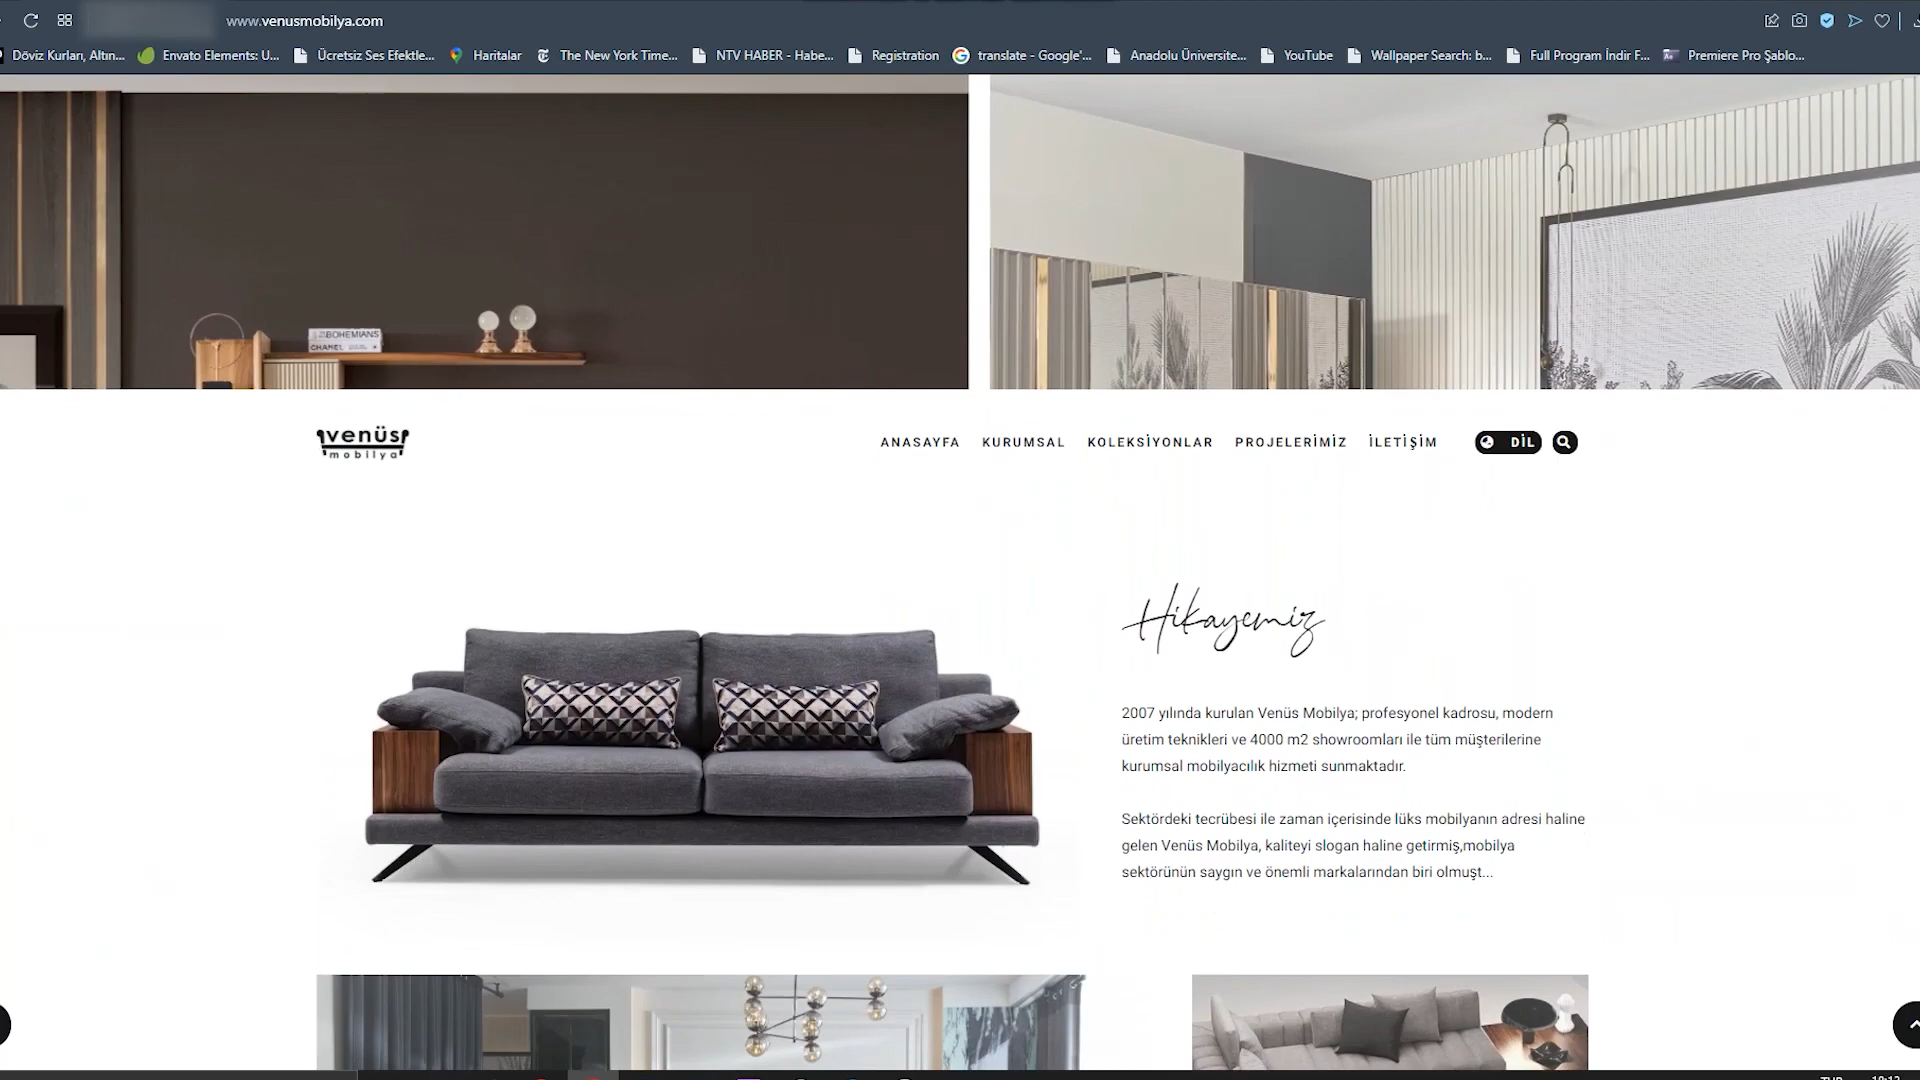 www.venusmobilya.com
Döviz Kurları, Altın... Envato Elements: U... Ücretsiz Ses Efektle... Haritalar The New York Time... NTV HABER - Habe... Registration translate - Google'... Anadolu Üniversite... YouTube Wallpaper Search: b... Full Program İndir F... Premiere Pro Şablo...
BOHEMIANS
CHANEL
venüs
mobilya
ANASAYFA KURUMSAL KOLEKSİYONLAR PROJELERİMİZ İLETİŞİM DİL
Hikayemiz
2007 yılında kurulan Venüs Mobilya; profesyonel kadrosu, modern
üretim teknikleri ve 4000 m2 showroomları ile tüm müşterilerine
kurumsal mobilyacılık hizmeti sunmaktadır.
Sektördeki tecrübesi ile zaman içerisinde lüks mobilyanın adresi haline
gelen Venüs Mobilya, kaliteyi slogan haline getirmiş,mobilya
sektörünün saygın ve önemli markalarından biri olmuşt...